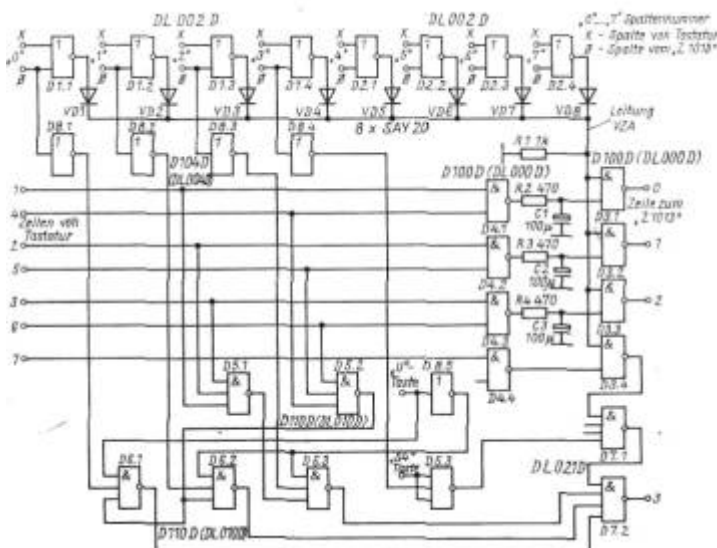 DL 002 D
DL 002 D
"0"..."7" Spaltennummer
X - Spalte von Tastatur
Ø - Spalte vom „Z 1013"
X
"0"
Ø
D1.1
D1.2
D1.3
D1.4
D2.1
D2.2
D2.3
D2.4
VD1
VD2
VD3
VD4
VD5
VD6
VD7
VD8
8 x SAY 20
Leitung
VZA
D8.1
D8.2
D8.3
D8.4
D104D
(DL004D)
R1 1k
D100D (DL000D)
D100D (DL000D)
R2 470
C1
100µ
D4.1
D3.1
0
Zeile zum
„Z 1013"
1
4
Zeilen von
Tastatur
2
5
3
6
7
R3 470
C2
100µ
D4.2
D3.2
1
R4 470
C3
100µ
D4.3
D3.3
2
D4.4
D3.4
D5.1
D5.2
D110D (DL010D)
„U"-
Taste
D8.5
„S4"
Taste
D6.1
D6.2
D6.3
D5.3
D110D (DL010D)
D7.1
DL021D
D7.2
3